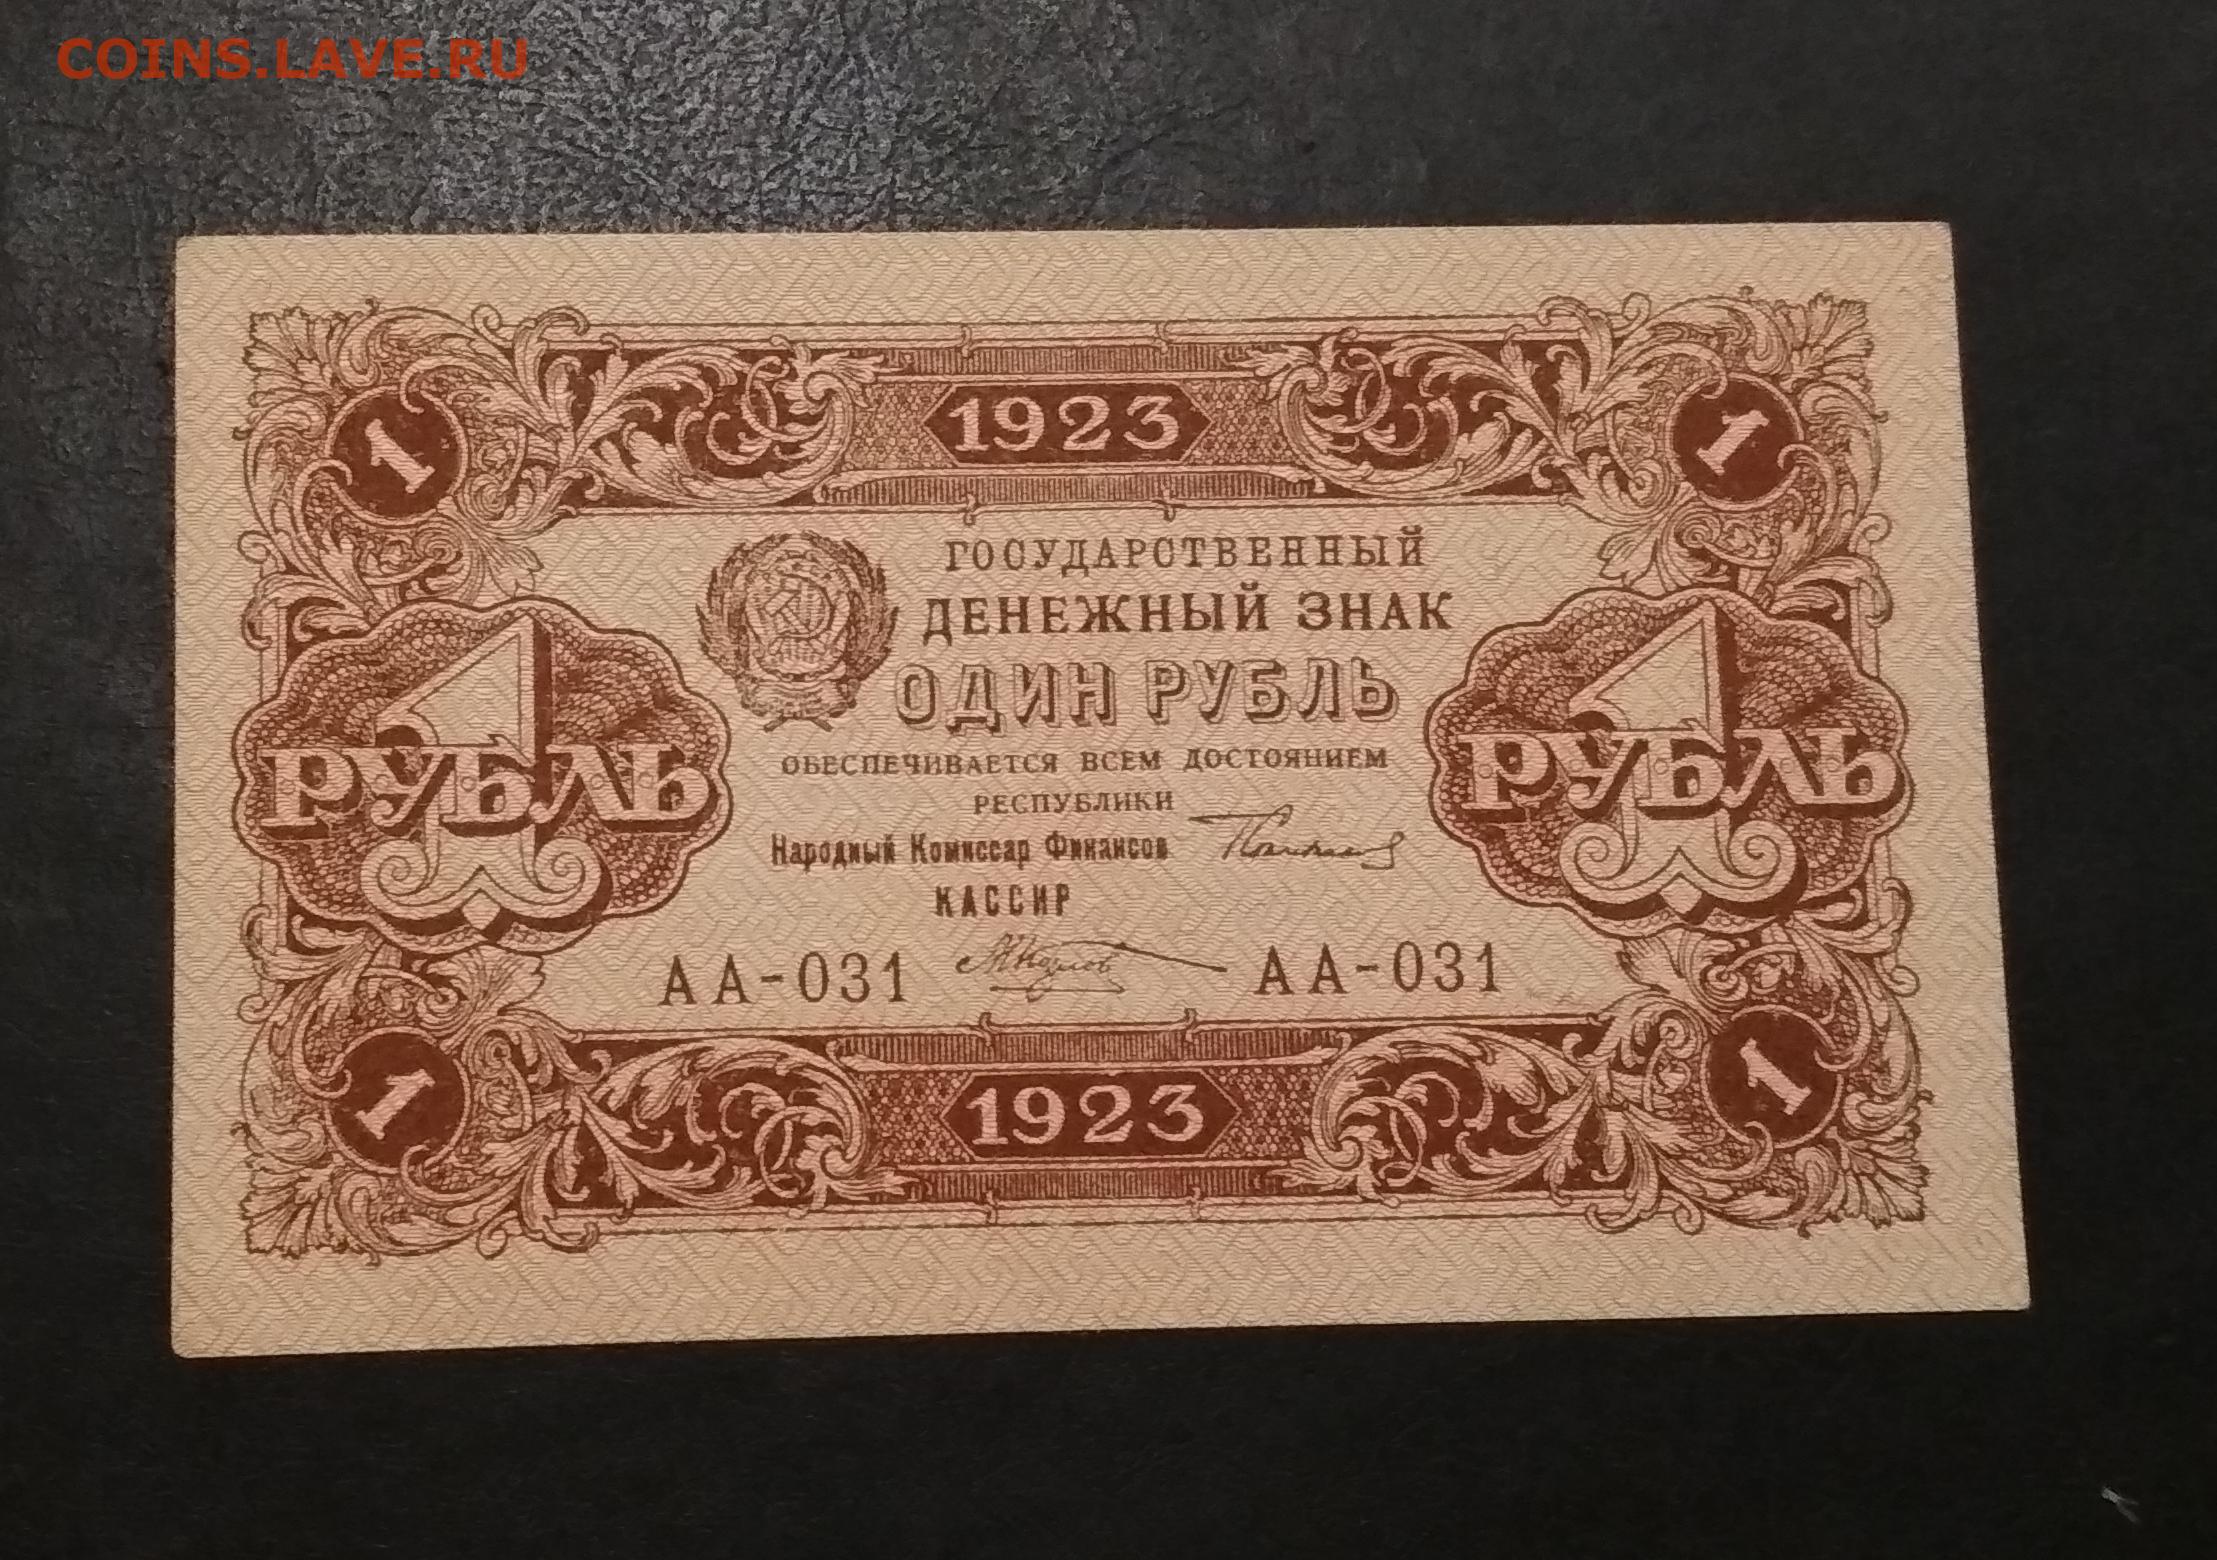 COINS.LAVE.RU
1 1923 1
ГОСУДАРСТВЕННЫЙ
ДЕНЕЖНЫЙ ЗНАК
ОДИН РУБЛЬ
1 РУБЛЬ
1 РУБЛЬ
ОБЕСПЕЧИВАЕТСЯ ВСЕМ ДОСТОЯНИЕМ
РЕСПУБЛИКИ
Народный Комиссар Финансов
КАССИР
АА-031 АА-031
1 1923 1